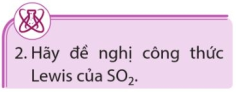 2. Hãy đề nghị công thức
Lewis của SO₂.